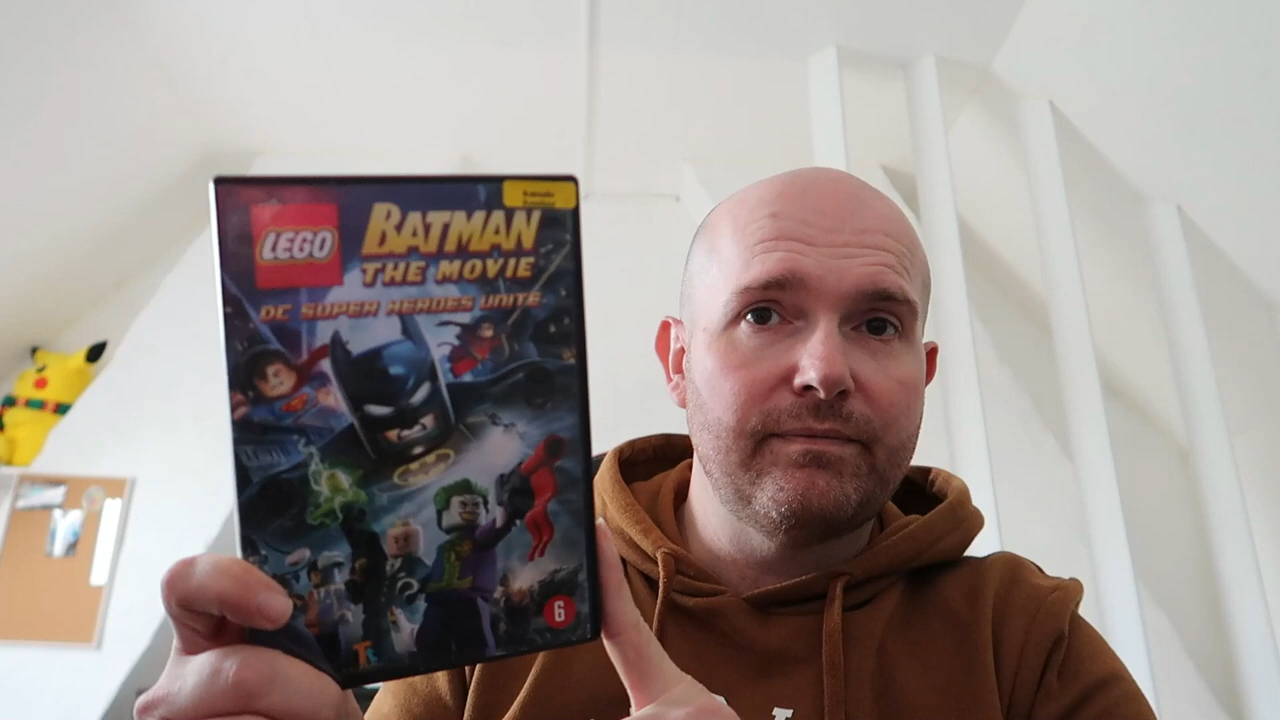 LEGO
BATMAN
THE MOVIE
DC SUPER HEROES UNITE
6